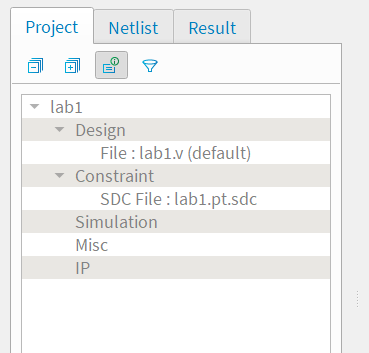 Project Netlist Result
lab1
Design
File : lab1.v (default)
Constraint
SDC File : lab1.pt.sdc
Simulation
Misc
IP